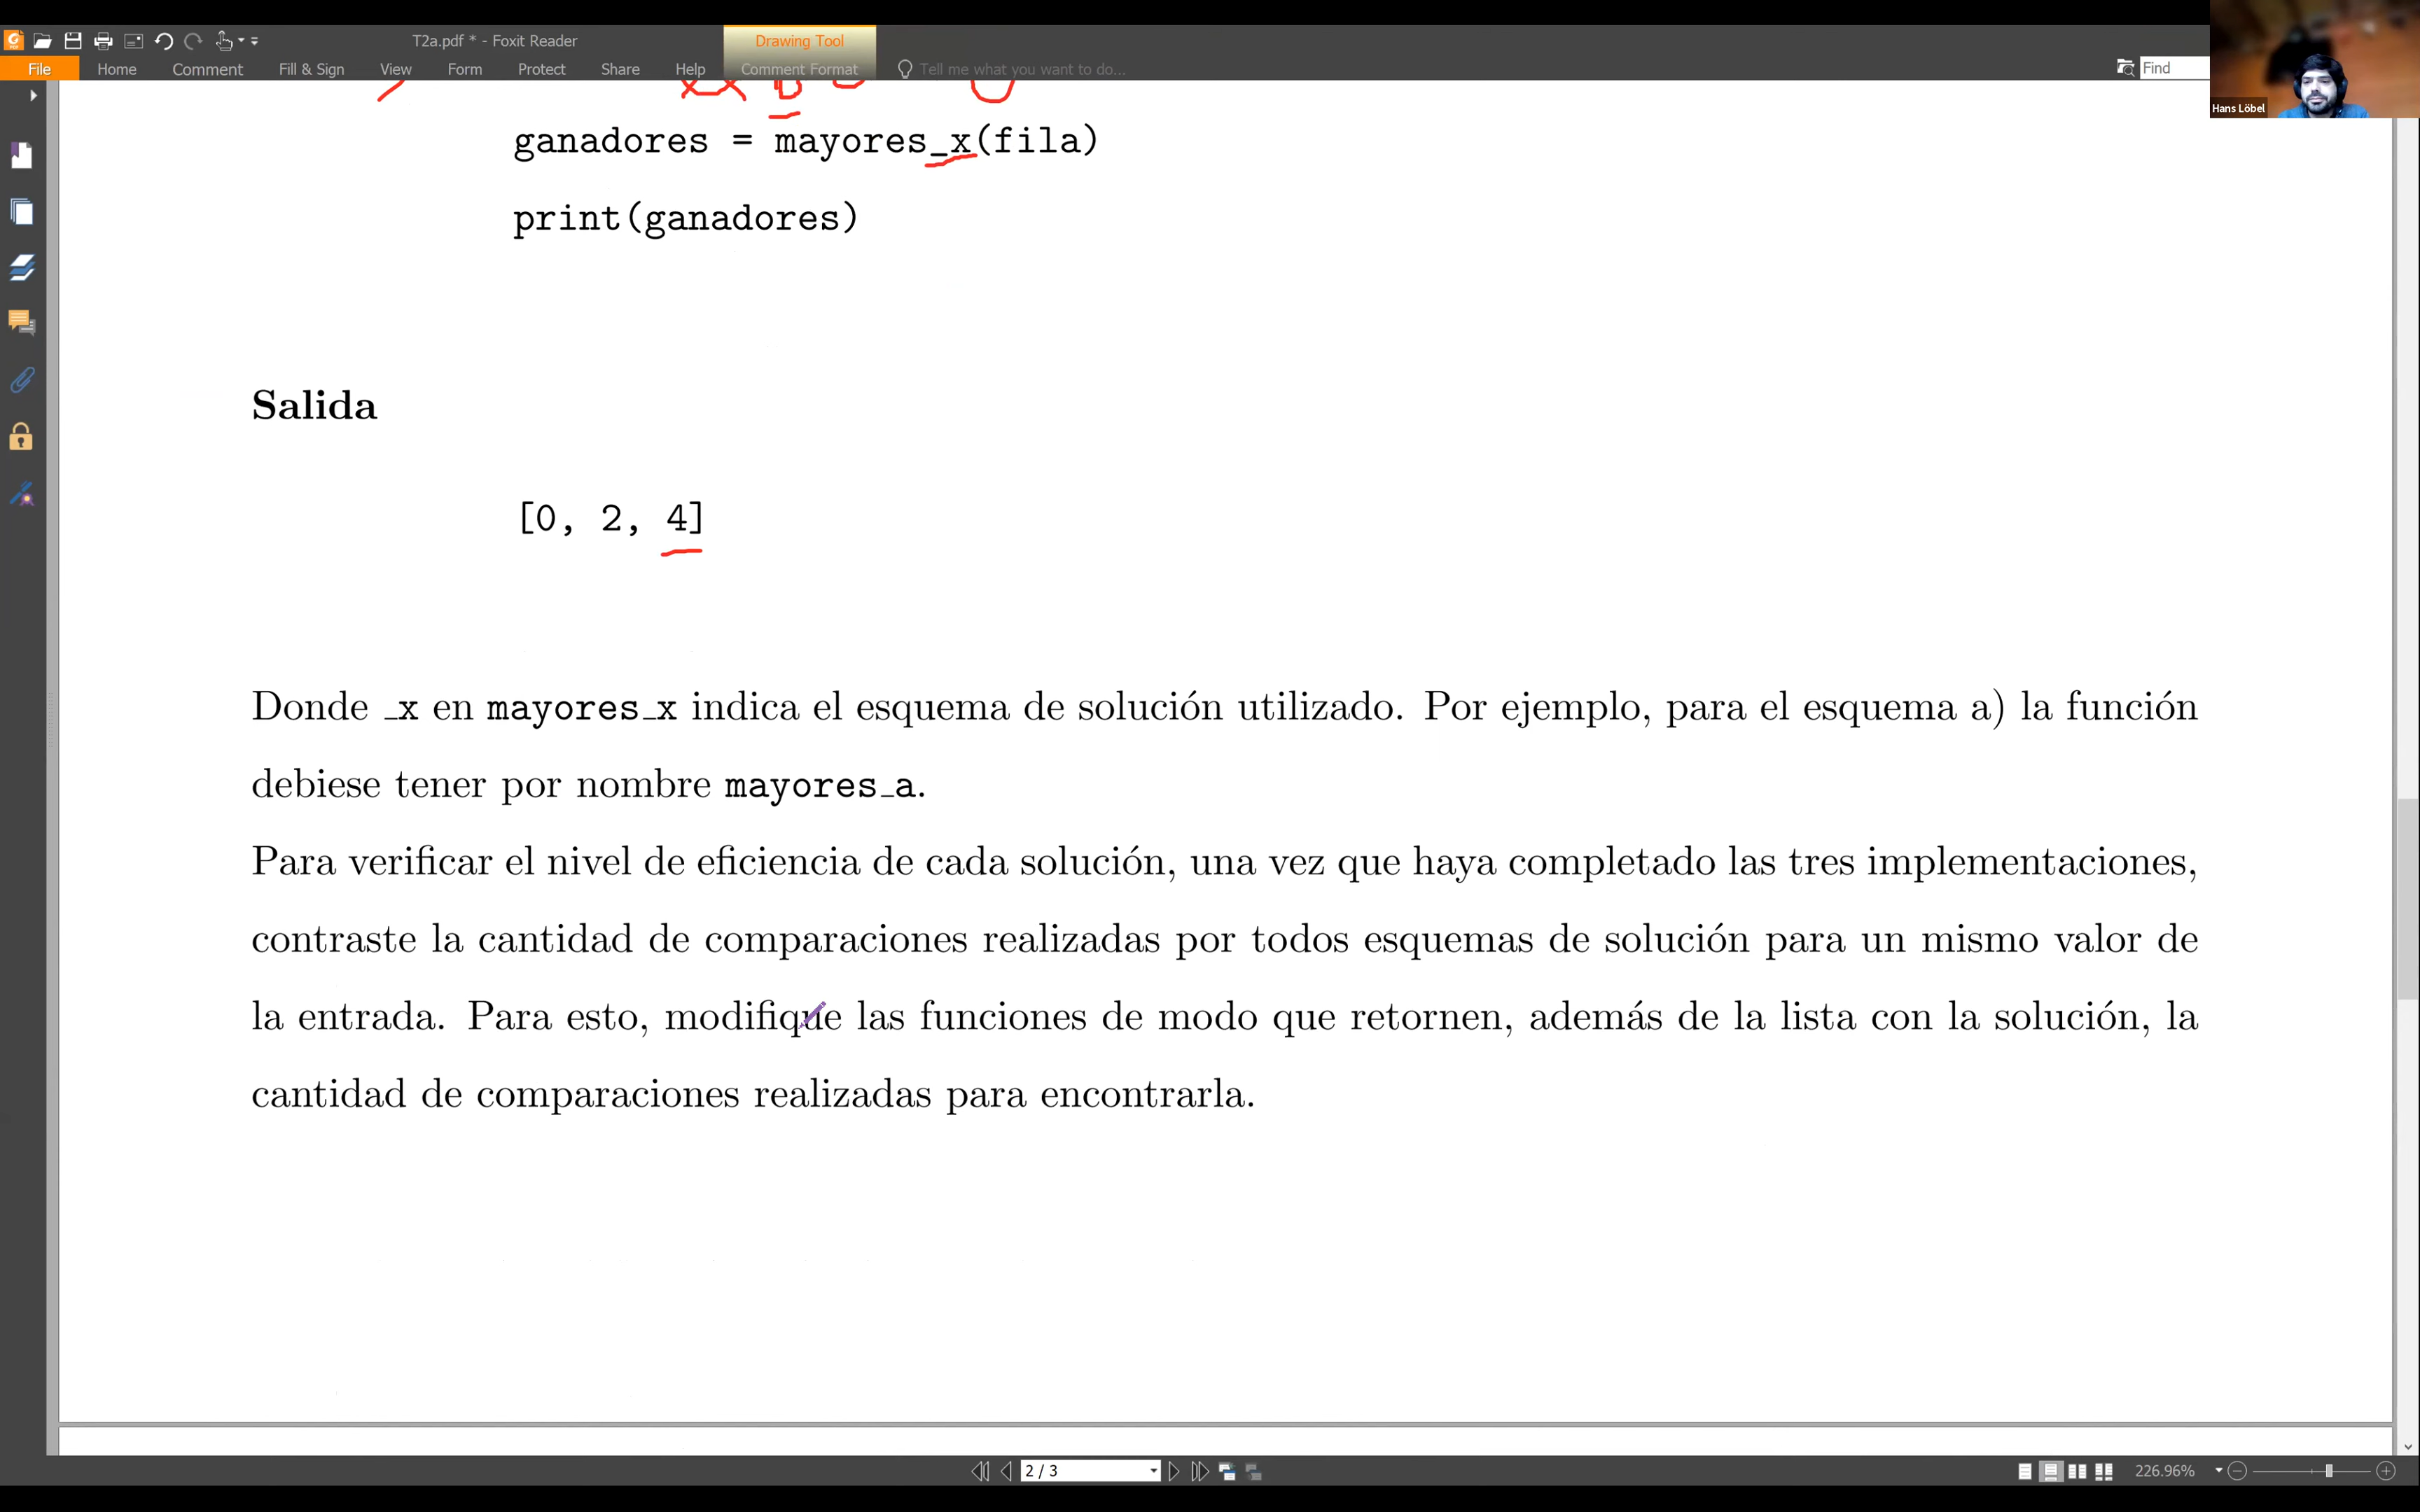 T2a.pdf * - Foxit Reader
Drawing Tool
File
Home
Comment
Fill & Sign
View
Form
Protect
Share
Help
Comment Format
Tell me what you want to do...
Find
Hans Löbel
ganadores = mayores_x(fila)
print(ganadores)
Salida
[0, 2, 4]
Donde _x en mayores_x indica el esquema de solución utilizado. Por ejemplo, para el esquema a) la función
debiese tener por nombre mayores_a.
Para verificar el nivel de eficiencia de cada solución, una vez que haya completado las tres implementaciones,
contraste la cantidad de comparaciones realizadas por todos esquemas de solución para un mismo valor de
la entrada. Para esto, modifique las funciones de modo que retornen, además de la lista con la solución, la
cantidad de comparaciones realizadas para encontrarla.
2 / 3
226.96%